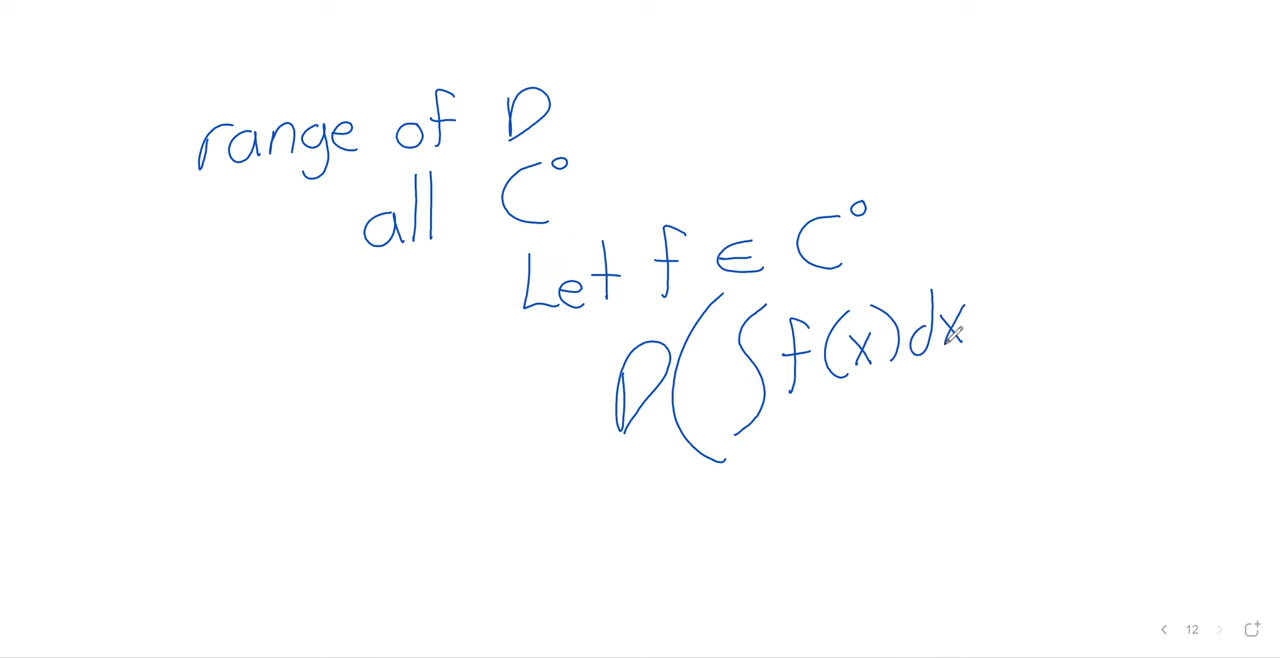 range of D
all C°
Let f ∈ C°
D(∫f(x)dx
12